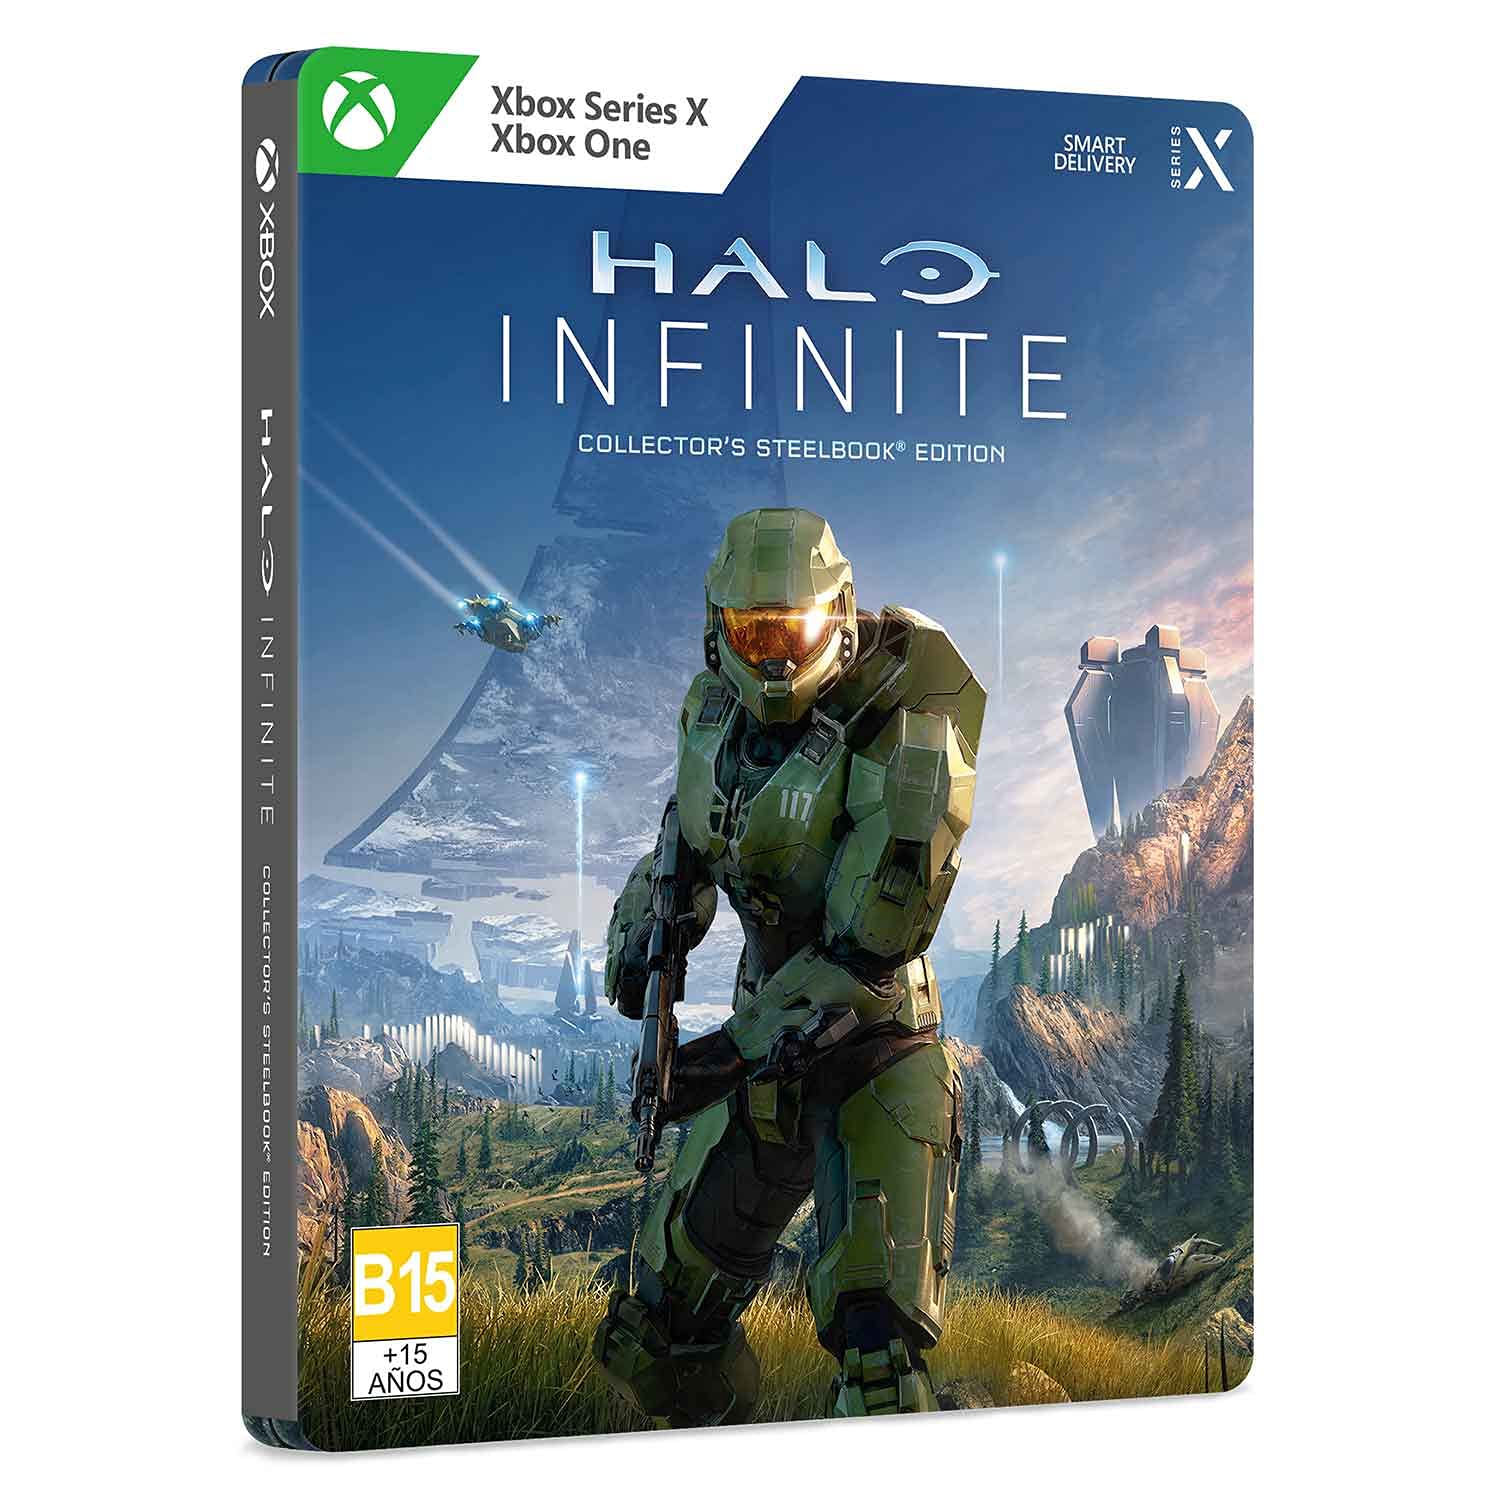 Xbox Series X
Xbox One
SMART
DELIVERY
SERIES X
HALO
INFINITE
COLLECTOR'S STEELBOOK® EDITION
117
B15
+15
AÑOS
XBOX
HALO INFINITE COLLECTOR'S STEELBOOK® EDITION